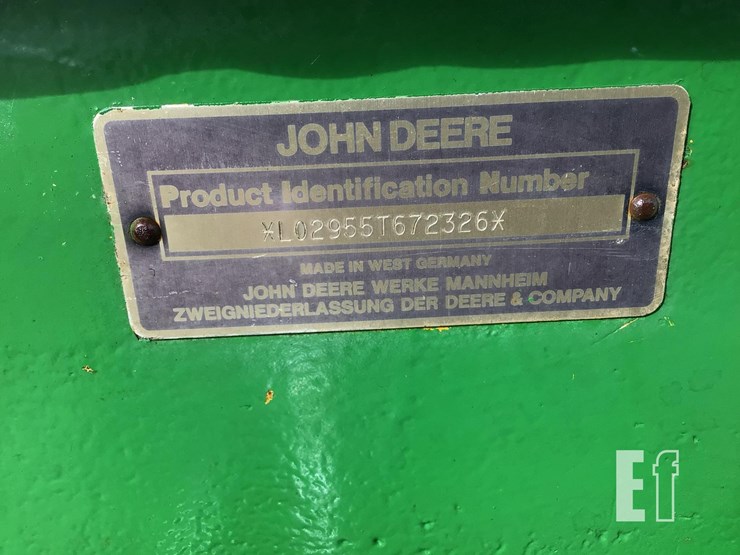 JOHN DEERE
Product Identification Number
*L02955T672326*
MADE IN WEST GERMANY
JOHN DEERE WERKE MANNHEIM
ZWEIGNIEDERLASSUNG DER DEERE & COMPANY
Ef